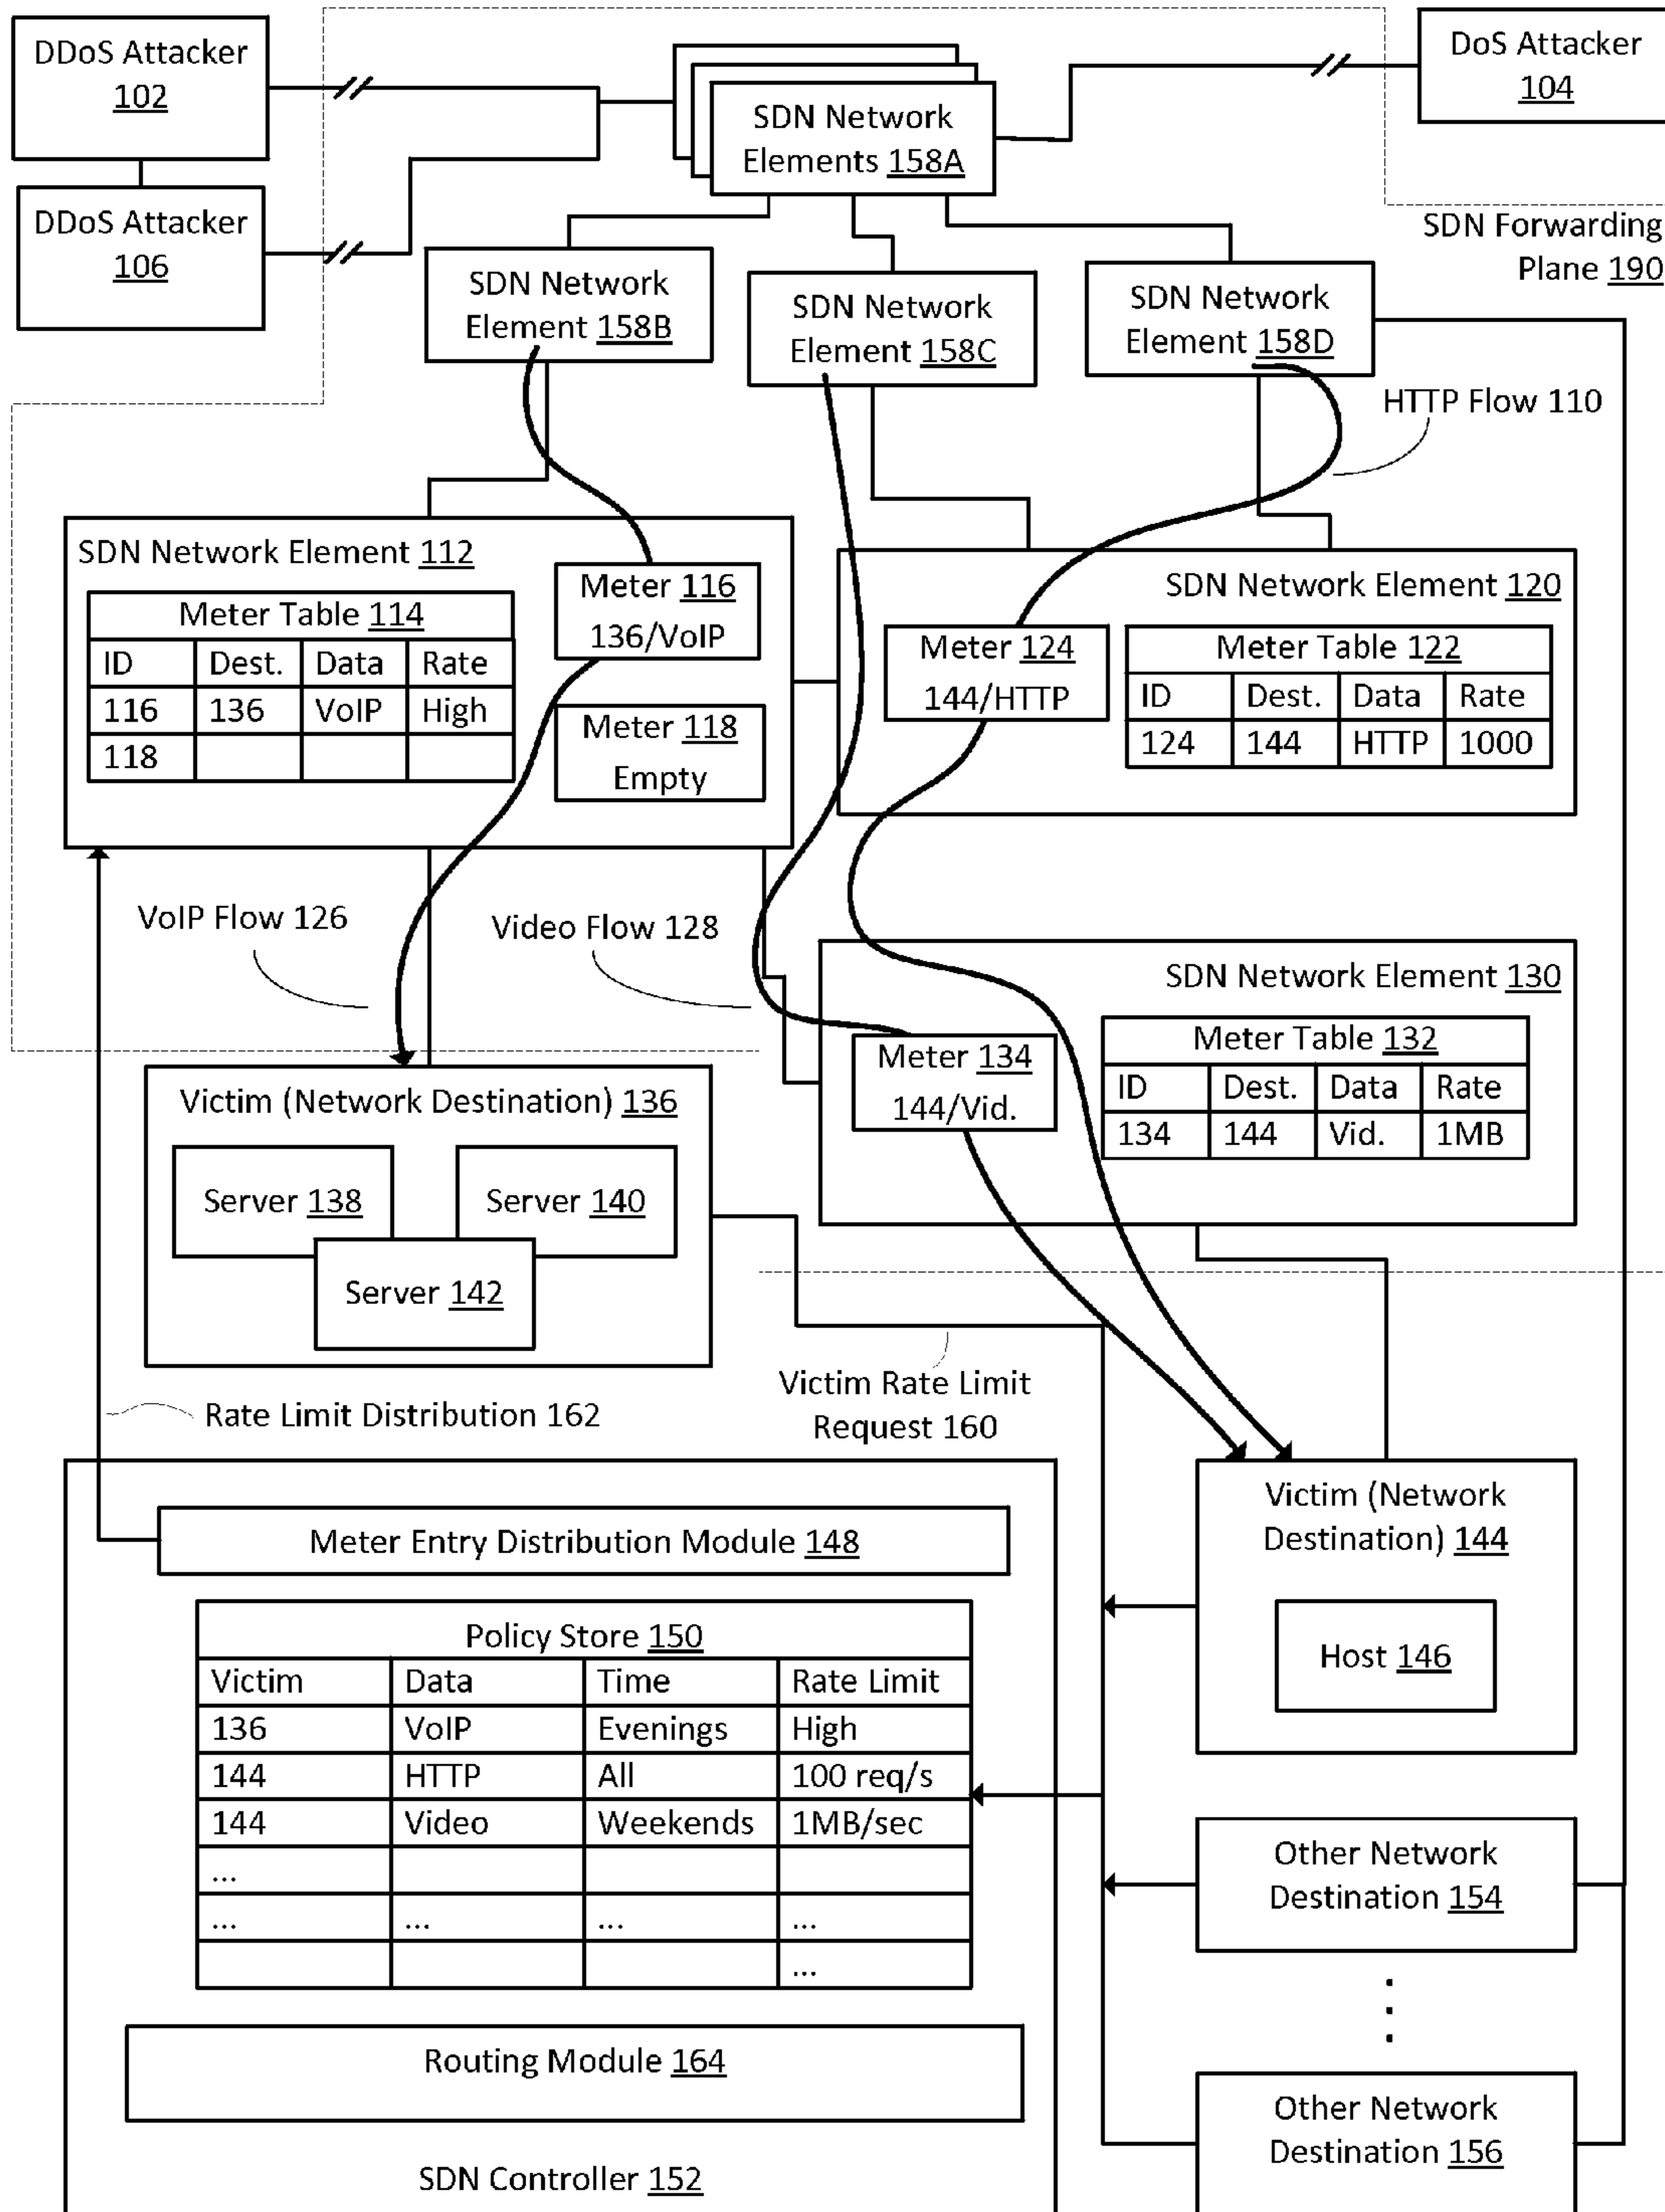 DDoS Attacker
102
DoS Attacker
104
SDN Network
Elements 158A
DDoS Attacker
106
SDN Forwarding
Plane 190
SDN Network
Element 158B
SDN Network
Element 158C
SDN Network
Element 158D
HTTP Flow 110
SDN Network Element 112
Meter Table 114
ID Dest. Data Rate
116 136 VoIP High
118
Meter 116
136/VoIP
Meter 118
Empty
SDN Network Element 120
Meter 124
144/HTTP
Meter Table 122
ID Dest. Data Rate
124 144 HTTP 1000
VoIP Flow 126
Video Flow 128
SDN Network Element 130
Meter 134
144/Vid.
Meter Table 132
ID Dest. Data Rate
134 144 Vid. 1MB
Victim (Network Destination) 136
Server 138
Server 140
Server 142
Victim Rate Limit
Request 160
Rate Limit Distribution 162
Meter Entry Distribution Module 148
Policy Store 150
Victim Data Time Rate Limit
136 VoIP Evenings High
144 HTTP All 100 req/s
144 Video Weekends 1MB/sec
...
... ... ... ...
...
Routing Module 164
SDN Controller 152
Victim (Network
Destination) 144
Host 146
Other Network
Destination 154
Other Network
Destination 156